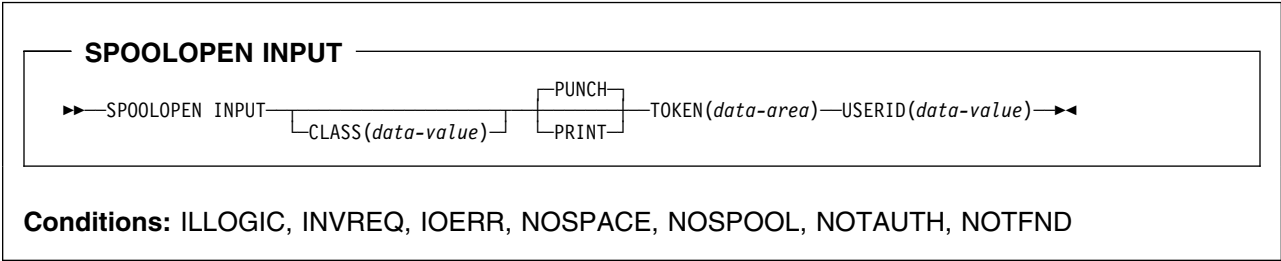 SPOOLOPEN INPUT
PUNCH
SPOOLOPEN INPUT TOKEN(data-area) USERID(data-value)
CLASS(data-value) PRINT
Conditions: ILLOGIC, INVREQ, IOERR, NOSPACE, NOSPOOL, NOTAUTH, NOTFND